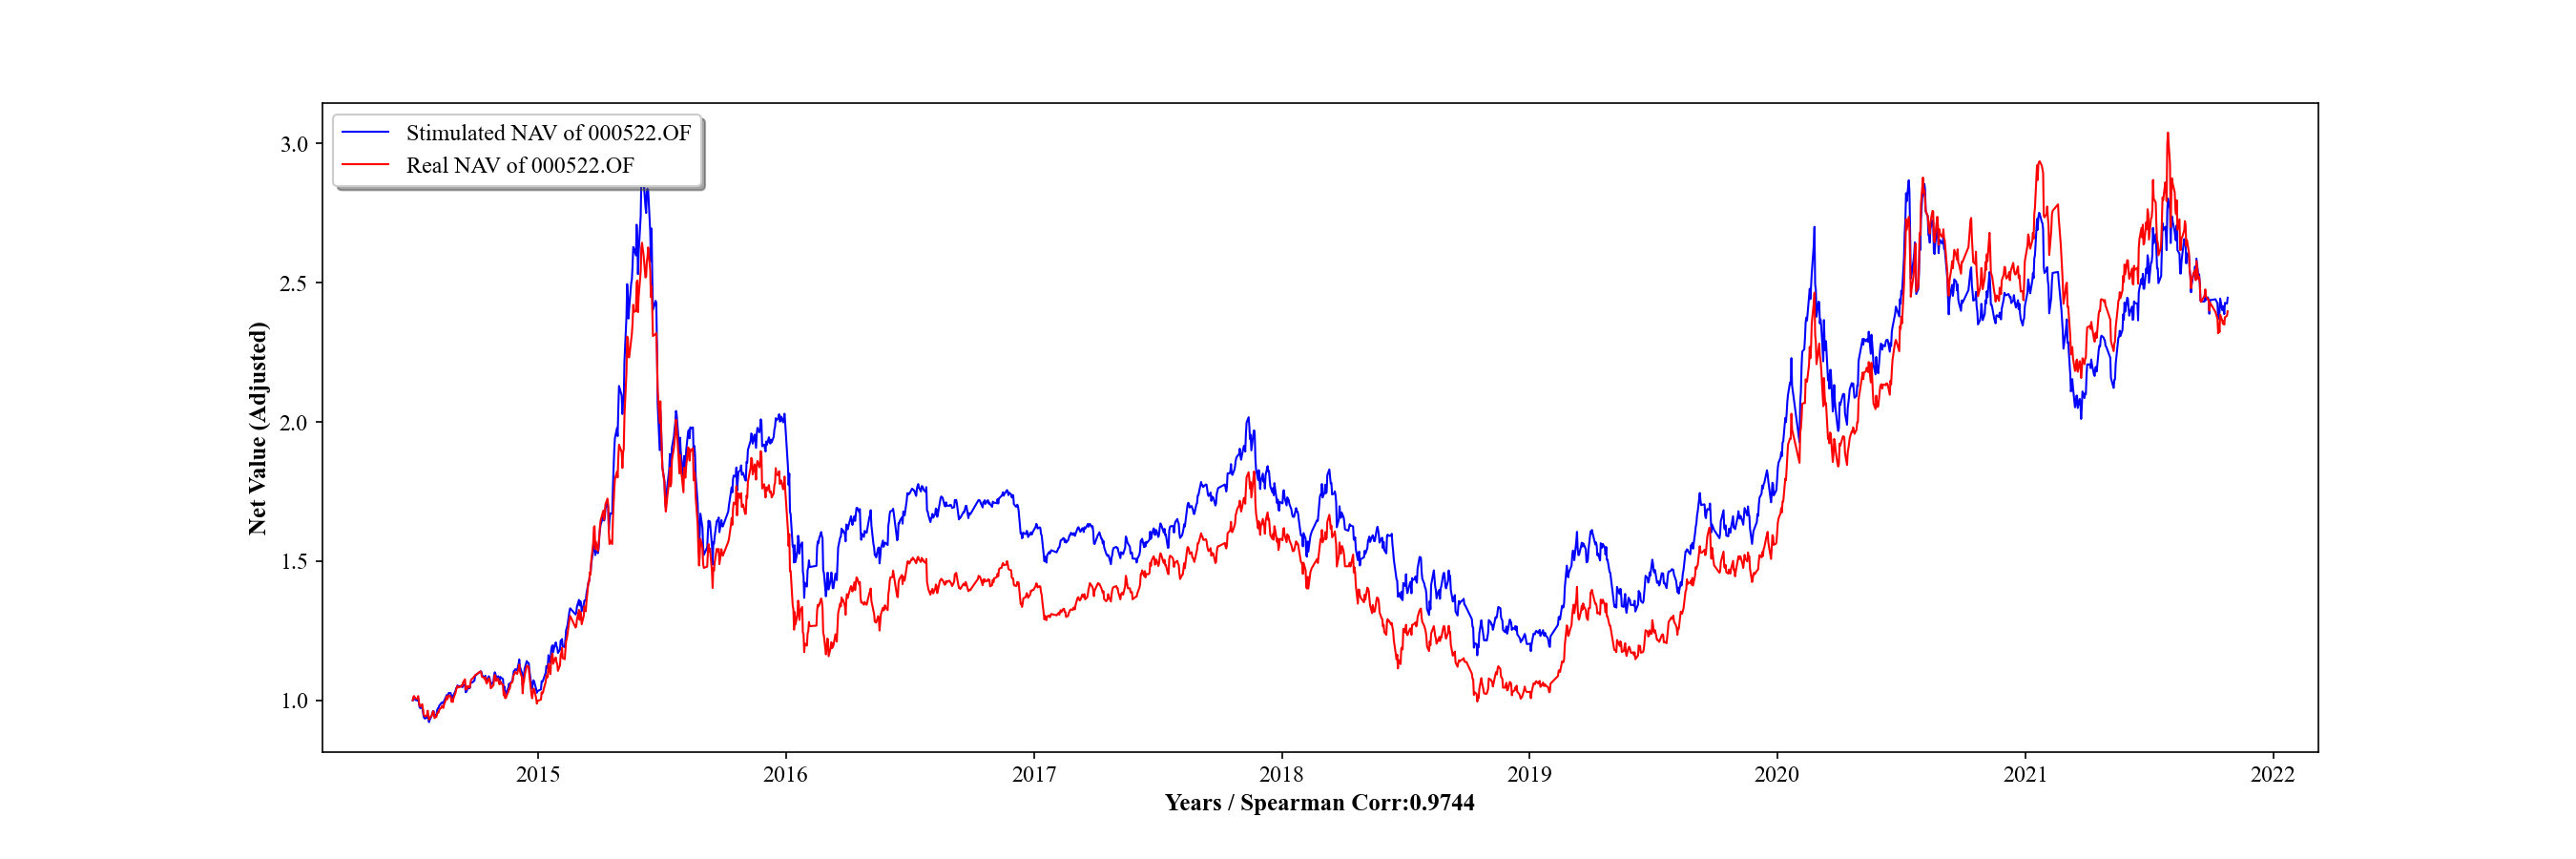 Stimulated NAV of 000522.OF
Real NAV of 000522.OF
3.0
2.5
2.0
1.5
1.0
Net Value (Adjusted)
2015 2016 2017 2018 2019 2020 2021 2022
Years / Spearman Corr:0.9744